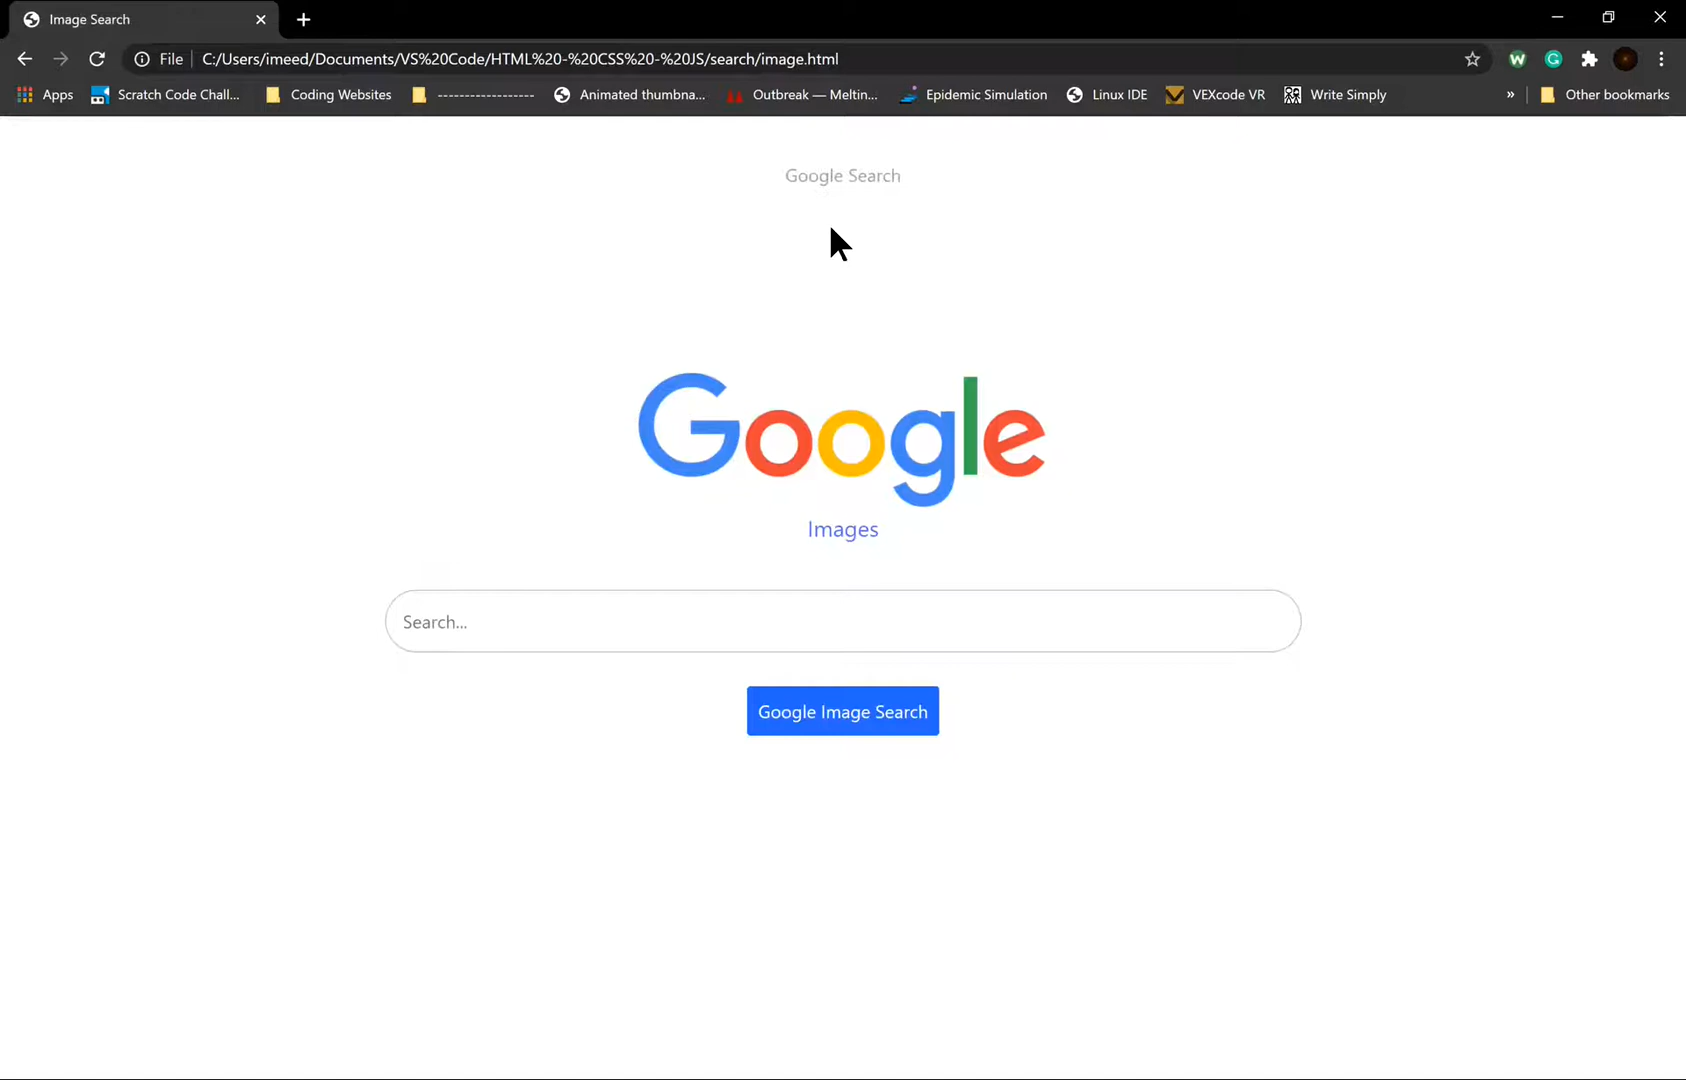 Image Search
File C:/Users/imeed/Documents/VS%20Code/HTML%20-%20CSS%20-%20JS/search/image.html
Apps Scratch Code Chall... Coding Websites ------------------ Animated thumbna... Outbreak — Meltin... Epidemic Simulation Linux IDE VEXcode VR Write Simply » Other bookmarks
Google Search
Google
Images
Search...
Google Image Search